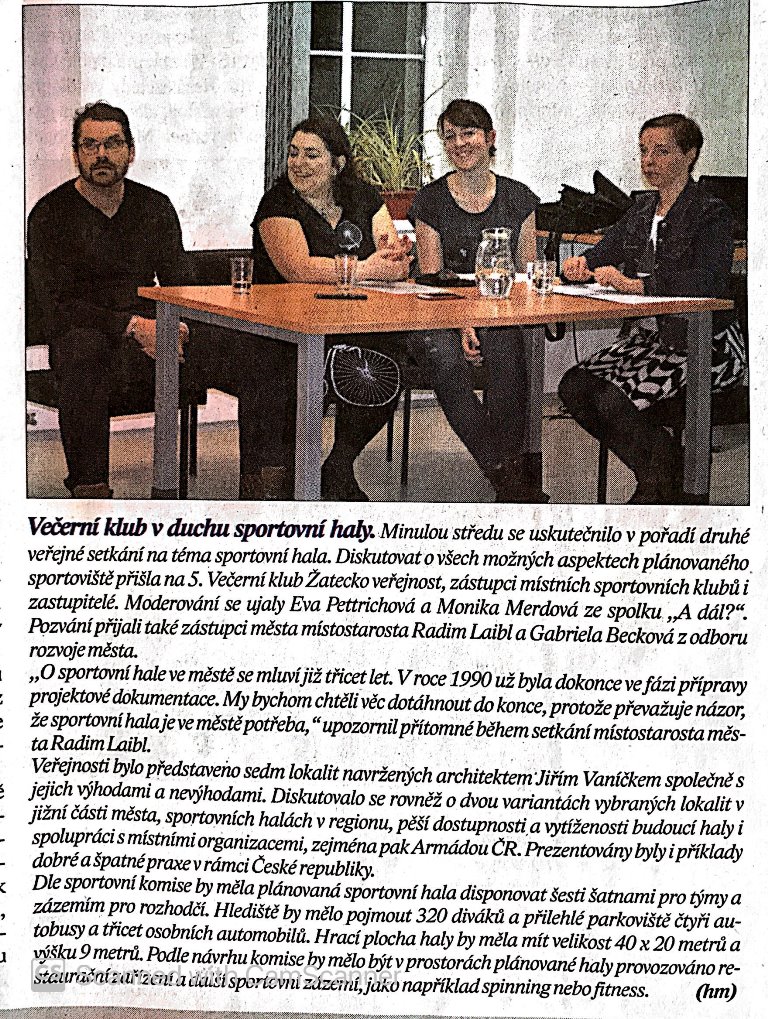 Večerní klub v duchu sportovní haly. Minulou středu se uskutečnilo v pořadí druhé
veřejné setkání na téma sportovní hala. Diskutovat o všech možných aspektech plánovaného
sportoviště přišla na 5. Večerní klub Žatecko veřejnost, zástupci místních sportovních klubů i
zastupitelé. Moderování se ujaly Eva Pettrichová a Monika Merdová ze spolku „A dál?“.
Pozvání přijali také zástupci města místostarosta Radim Laibl a Gabriela Becková z odboru
rozvoje města.
„O sportovní hale ve městě se mluví již třicet let. V roce 1990 už byla dokonce ve fázi přípravy
projektové dokumentace. My bychom chtěli věc dotáhnout do konce, protože převažuje názor,
že sportovní hala je ve městě potřeba,“ upozornil přítomné během setkání místostarosta měs-
ta Radim Laibl.
Veřejnosti bylo představeno sedm lokalit navržených architektem Jiřím Vaníčkem společně s
jejich výhodami a nevýhodami. Diskutovalo se rovněž o dvou variantách vybraných lokalit v
jižní části města, sportovních halách v regionu, pěší dostupnosti a vytíženosti budoucí haly i
spolupráci s místními organizacemi, zejména pak Armádou ČR. Prezentovány byly i příklady
dobré a špatné praxe v rámci České republiky.
Dle sportovní komise by měla plánovaná sportovní hala disponovat šesti šatnami pro týmy a
zázemím pro rozhodčí. Hlediště by mělo pojmout 320 diváků a přilehlé parkoviště čtyři au-
tobusy a třicet osobních automobilů. Hrací plocha haly by měla mít velikost 40 x 20 metrů a
výšku 9 metrů. Podle návrhu komise by mělo být v prostorách plánované haly provozováno re-
staurační zařízení a další sportovní zázemí, jako například spinning nebo fitness. (hm)
CS Scanned with CamScanner